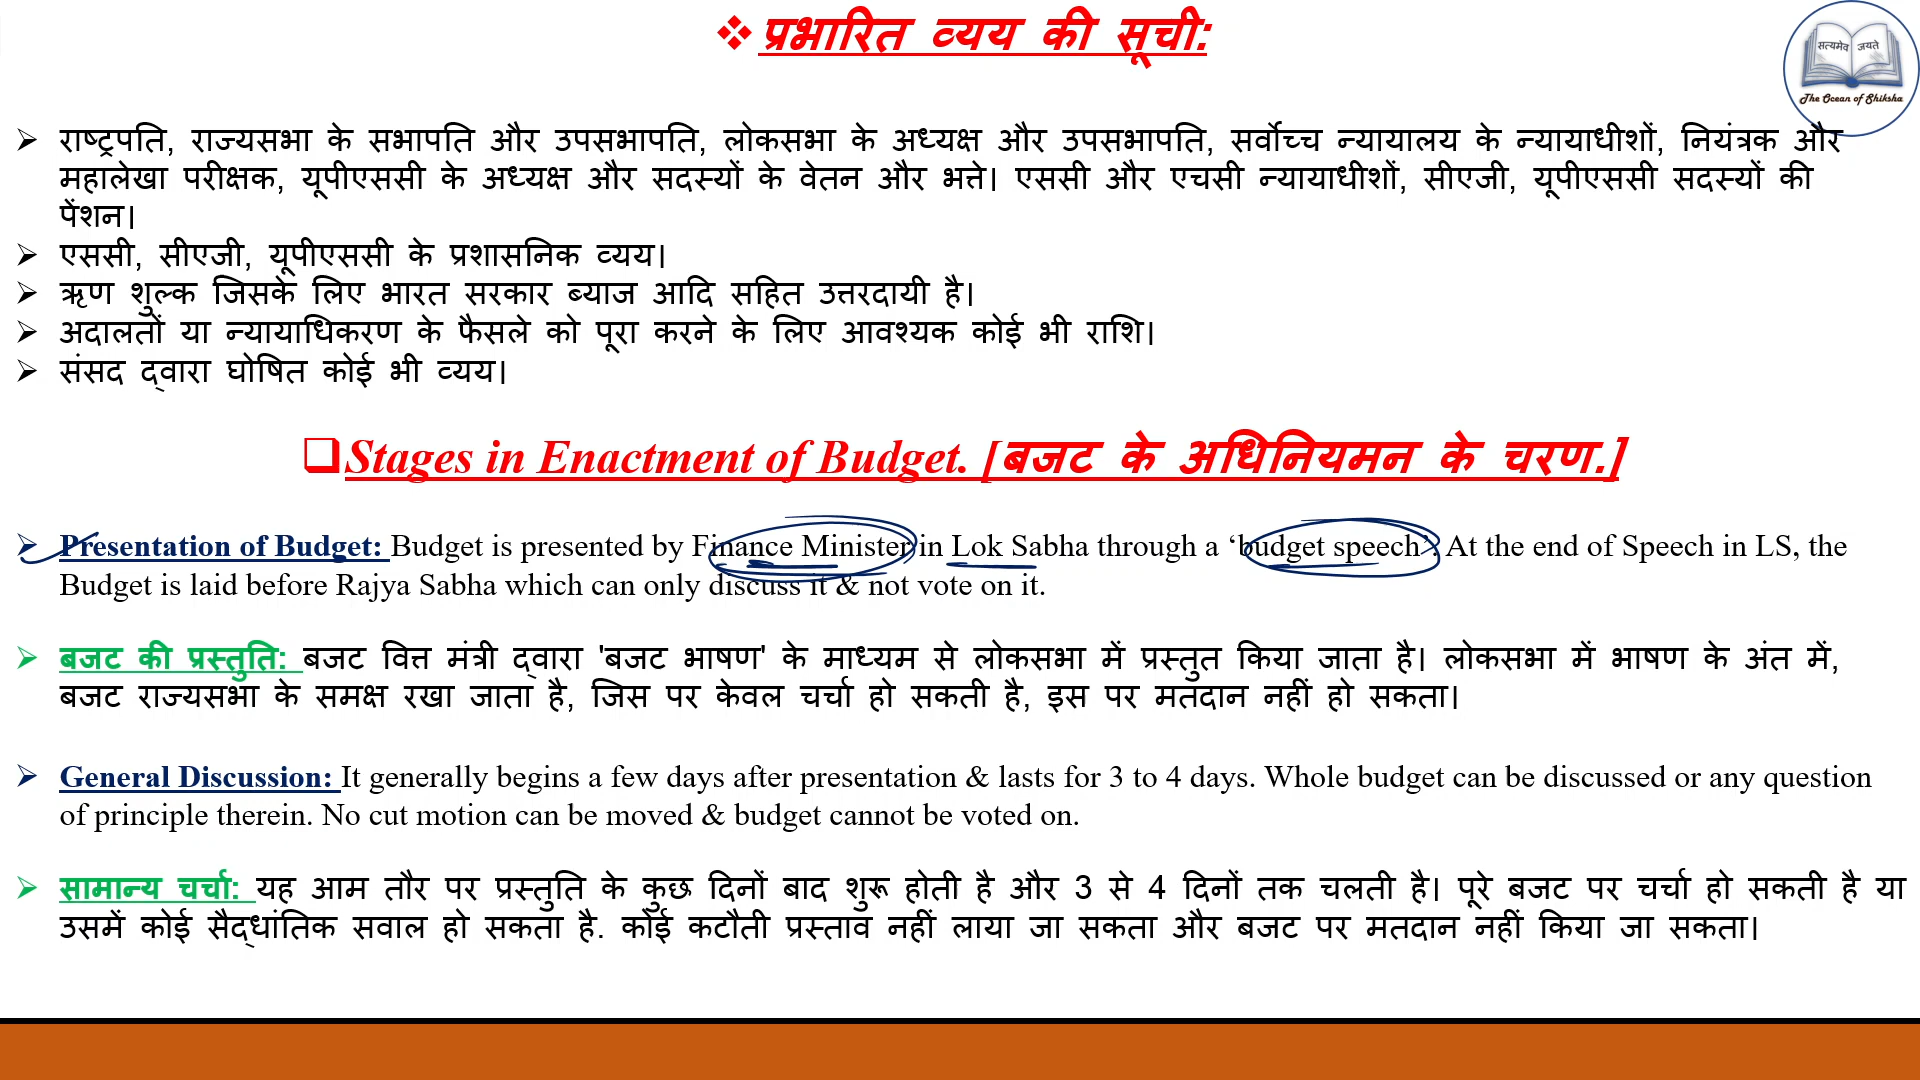 ❖प्रभारित व्यय की सूची:
सत्यमेव जयते
The Ocean of Shiksha
➢ राष्ट्रपति, राज्यसभा के सभापति और उपसभापति, लोकसभा के अध्यक्ष और उपसभापति, सर्वोच्च न्यायालय के न्यायाधीशों, नियंत्रक और
महालेखा परीक्षक, यूपीएससी के अध्यक्ष और सदस्यों के वेतन और भत्ते। एससी और एचसी न्यायाधीशों, सीएजी, यूपीएससी सदस्यों की
पेंशन।
➢ एससी, सीएजी, यूपीएससी के प्रशासनिक व्यय।
➢ ऋण शुल्क जिसके लिए भारत सरकार ब्याज आदि सहित उत्तरदायी है।
➢ अदालतों या न्यायाधिकरण के फैसले को पूरा करने के लिए आवश्यक कोई भी राशि।
➢ संसद द्वारा घोषित कोई भी व्यय।
❑Stages in Enactment of Budget. [बजट के अधिनियमन के चरण.]
➢ Presentation of Budget: Budget is presented by Finance Minister in Lok Sabha through a ‘budget speech’. At the end of Speech in LS, the
Budget is laid before Rajya Sabha which can only discuss it & not vote on it.
➢ बजट की प्रस्तुति: बजट वित्त मंत्री द्वारा 'बजट भाषण' के माध्यम से लोकसभा में प्रस्तुत किया जाता है। लोकसभा में भाषण के अंत में,
बजट राज्यसभा के समक्ष रखा जाता है, जिस पर केवल चर्चा हो सकती है, इस पर मतदान नहीं हो सकता।
➢ General Discussion: It generally begins a few days after presentation & lasts for 3 to 4 days. Whole budget can be discussed or any question
of principle therein. No cut motion can be moved & budget cannot be voted on.
➢ सामान्य चर्चा: यह आम तौर पर प्रस्तुति के कुछ दिनों बाद शुरू होती है और 3 से 4 दिनों तक चलती है। पूरे बजट पर चर्चा हो सकती है या
उसमें कोई सैद्धांतिक सवाल हो सकता है. कोई कटौती प्रस्ताव नहीं लाया जा सकता और बजट पर मतदान नहीं किया जा सकता।